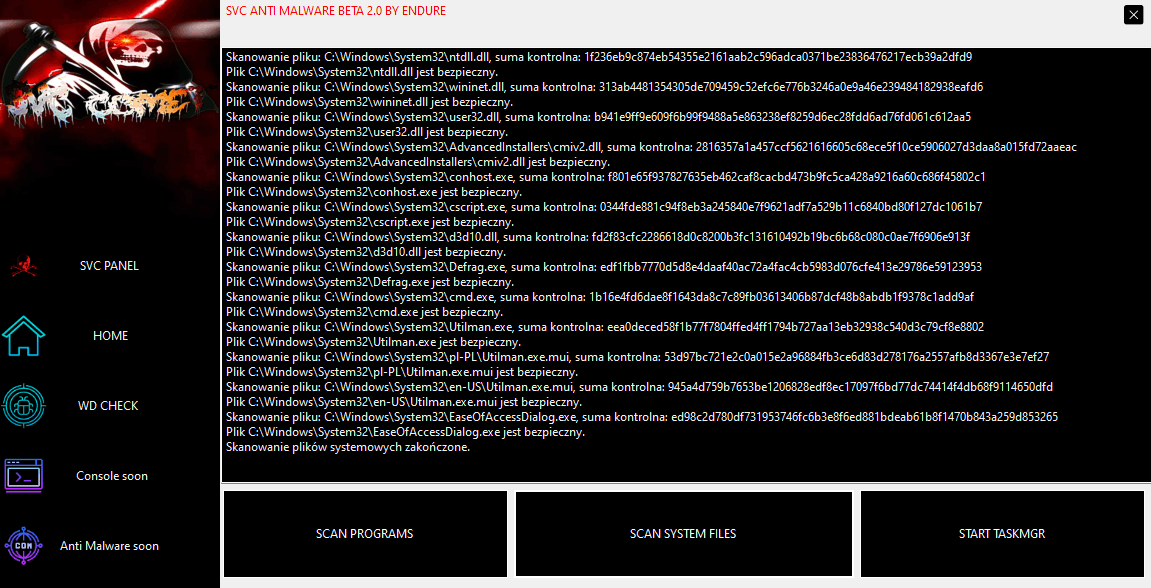 SVC ANTI MALWARE BETA 2.0 BY ENDURE
Skanowanie pliku: C:\Windows\System32\ntdll.dll, suma kontrolna: 1f236eb9c874eb54355e2161aab2c596adca0371be23836476217ecb39a2dfd9
Plik C:\Windows\System32\ntdll.dll jest bezpieczny.
Skanowanie pliku: C:\Windows\System32\wininet.dll, suma kontrolna: 313ab4481354305de709459c52efc6e776b3246a0e9a46e239484182938eafd6
Plik C:\Windows\System32\wininet.dll jest bezpieczny.
Skanowanie pliku: C:\Windows\System32\user32.dll, suma kontrolna: b941e9ff9e609f6b99f9488a5e863238ef8259d6ec28fdd6ad76fd061c612aa5
Plik C:\Windows\System32\user32.dll jest bezpieczny.
Skanowanie pliku: C:\Windows\System32\AdvancedInstallers\cmiv2.dll, suma kontrolna: 2816357a1a457ccf5621616605c68ece5f10ce5906027d3daa8a015fd72aaeac
Plik C:\Windows\System32\AdvancedInstallers\cmiv2.dll jest bezpieczny.
Skanowanie pliku: C:\Windows\System32\conhost.exe, suma kontrolna: f801e65f937827635eb462caf8cacbd473b9fc5ca428a9216a60c686f45802c1
Plik C:\Windows\System32\conhost.exe jest bezpieczny.
Skanowanie pliku: C:\Windows\System32\cscript.exe, suma kontrolna: 0344fde881c94f8eb3a245840e7f9621adf7a529b11c6840bd80f127dc1061b7
Plik C:\Windows\System32\cscript.exe jest bezpieczny.
Skanowanie pliku: C:\Windows\System32\d3d10.dll, suma kontrolna: fd2f83cfc2286618d0c8200b3fc131610492b19bc6b68c080c0ae7f6906e913f
Plik C:\Windows\System32\d3d10.dll jest bezpieczny.
Skanowanie pliku: C:\Windows\System32\Defrag.exe, suma kontrolna: edf1fbb7770d5d8e4daaf40ac72a4fac4cb5983d076cfe413e29786e59123953
Plik C:\Windows\System32\Defrag.exe jest bezpieczny.
Skanowanie pliku: C:\Windows\System32\cmd.exe, suma kontrolna: 1b16e4fd6dae8f1643da8c7c89fb03613406b87dcf48b8abdb1f9378c1add9af
Plik C:\Windows\System32\cmd.exe jest bezpieczny.
Skanowanie pliku: C:\Windows\System32\Utilman.exe, suma kontrolna: eea0deced58f1b77f7804ffed4ff1794b727aa13eb32938c540d3c79cf8e8802
Plik C:\Windows\System32\Utilman.exe jest bezpieczny.
Skanowanie pliku: C:\Windows\System32\pl-PL\Utilman.exe.mui, suma kontrolna: 53d97bc721e2c0a015e2a96884fb3ce6d83d278176a2557afb8d3367e3e7ef27
Plik C:\Windows\System32\pl-PL\Utilman.exe.mui jest bezpieczny.
Skanowanie pliku: C:\Windows\System32\en-US\Utilman.exe.mui, suma kontrolna: 945a4d759b7653be1206828edf8ec17097f6bd77dc74414f4db68f9114650dfd
Plik C:\Windows\System32\en-US\Utilman.exe.mui jest bezpieczny.
Skanowanie pliku: C:\Windows\System32\EaseOfAccessDialog.exe, suma kontrolna: ed98c2d780df731953746fc6b3e8f6ed881bdeab61b8f1470b843a259d853265
Plik C:\Windows\System32\EaseOfAccessDialog.exe jest bezpieczny.
Skanowanie plików systemowych zakończone.
SVC PANEL
HOME
WD CHECK
Console soon
COM
Anti Malware soon
SCAN PROGRAMS
SCAN SYSTEM FILES
START TASKMGR